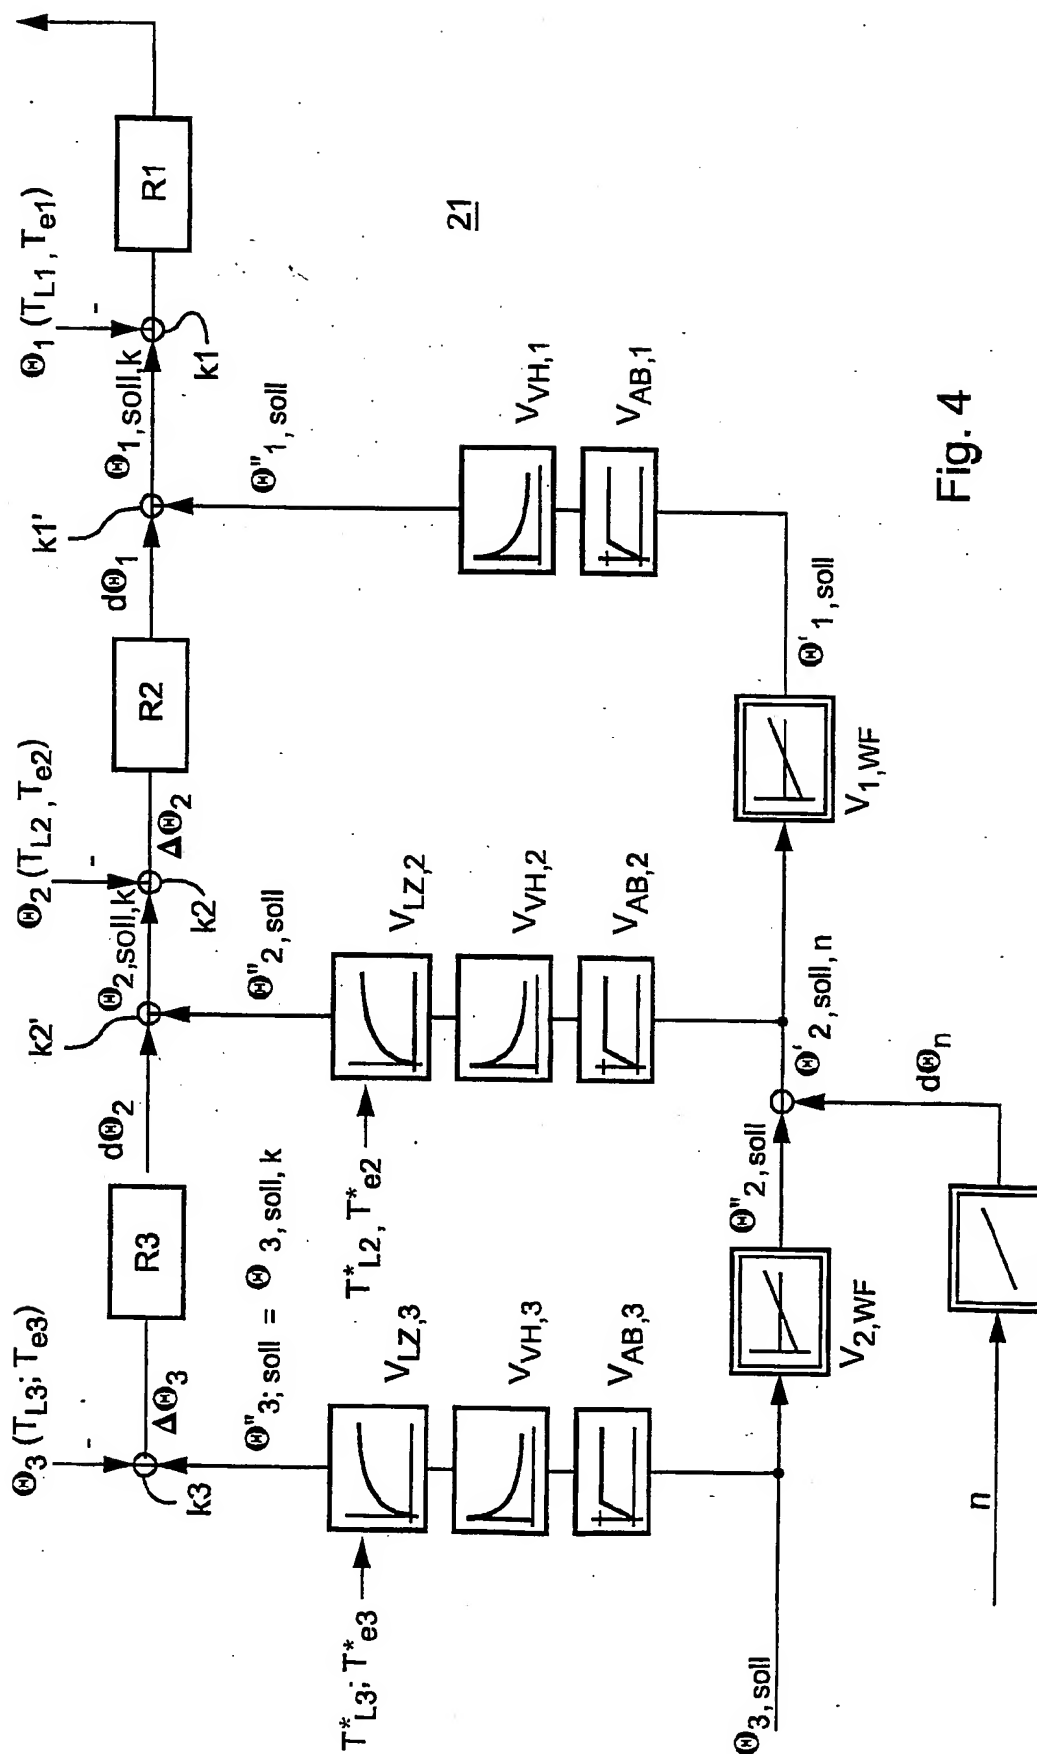 Θ3 (TL3; Te3)
Θ2 (TL2, Te2)
Θ1 (TL1, Te1)
k3
ΔΘ3
R3
dΘ2
k2'
Θ2,soll,k
k2
ΔΘ2
R2
dΘ1
k1'
Θ1,soll,k
k1
R1
Θ"3; soll = Θ3, soll, k
Θ"2, soll
Θ"1, soll
21
T*L3; T*e3
VLZ,3
T*L2, T*e2
VLZ,2
VVH,3
VVH,2
VVH,1
VAB,3
VAB,2
VAB,1
Θ3, soll
V2,WF
Θ"2, soll
Θ'2, soll, n
V1,WF
Θ'1, soll
dΘn
n
Fig. 4